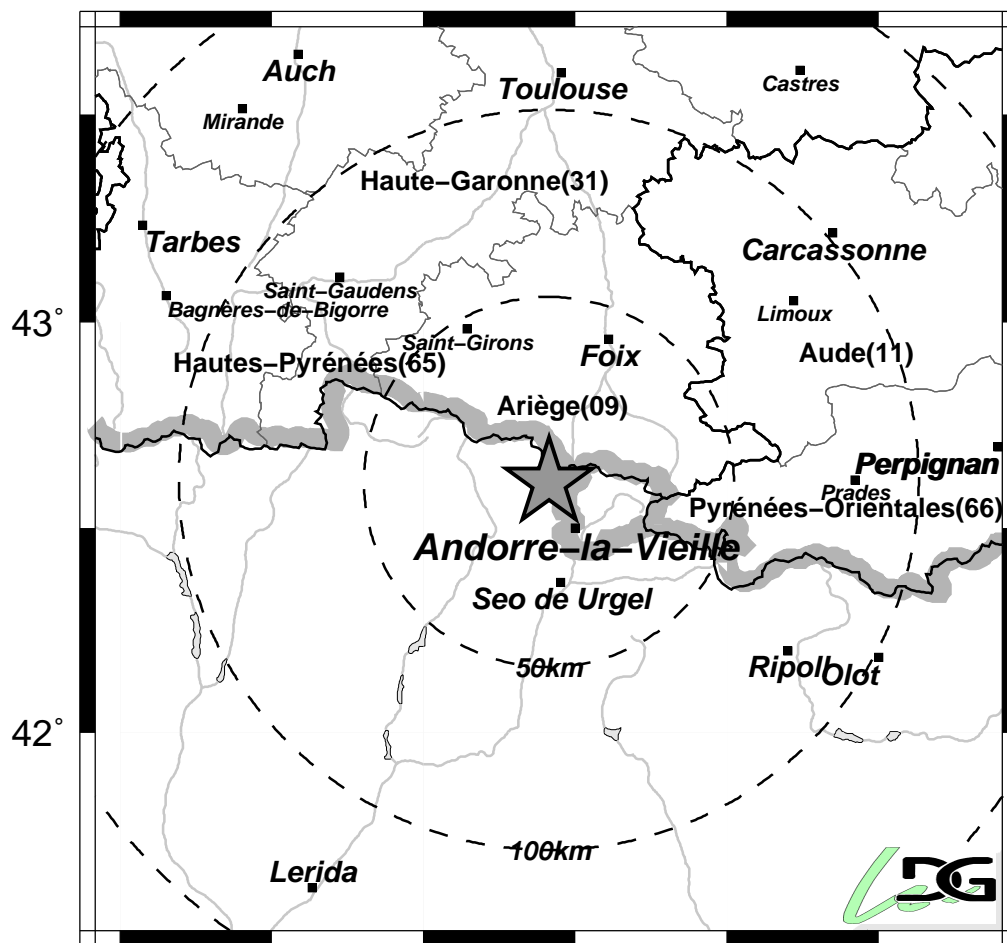 Auch
Toulouse
Castres
Mirande
Haute–Garonne(31)
Tarbes
Carcassonne
Saint–Gaudens
Bagnères–de–Bigorre
Limoux
43°
Saint–Girons
Foix
Aude(11)
Hautes–Pyrénées(65)
Ariège(09)
Perpignan
Prades
Pyrénées–Orientales(66)
Andorre–la–Vieille
Seo de Urgel
50km
Ripoll
Olot
42°
100km
Lerida
DG